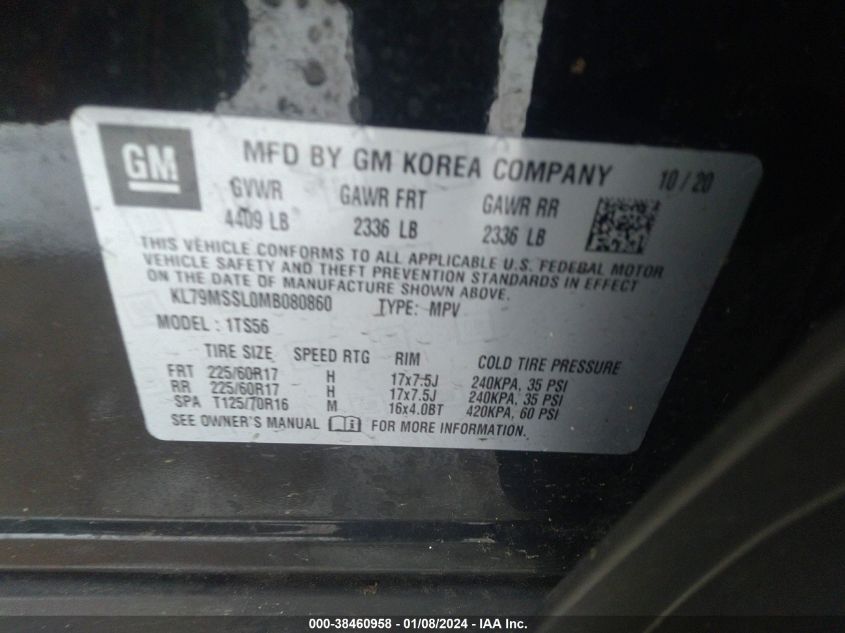 GM
MFD BY GM KOREA COMPANY 10/20
GVWR GAWR FRT GAWR RR
4409 LB 2336 LB 2336 LB
THIS VEHICLE CONFORMS TO ALL APPLICABLE U.S. FEDERAL MOTOR
VEHICLE SAFETY AND THEFT PREVENTION STANDARDS IN EFFECT
ON THE DATE OF MANUFACTURE SHOWN ABOVE.
KL79MSSL0MB080860 TYPE: MPV
MODEL: 1TS56
TIRE SIZE SPEED RTG RIM COLD TIRE PRESSURE
FRT 225/60R17 H 17x7.5J 240KPA, 35 PSI
RR 225/60R17 H 17x7.5J 240KPA, 35 PSI
SPA T125/70R16 M 16x4.0BT 420KPA, 60 PSI
SEE OWNER'S MANUAL FOR MORE INFORMATION.
000-38460958 - 01/08/2024 - IAA Inc.